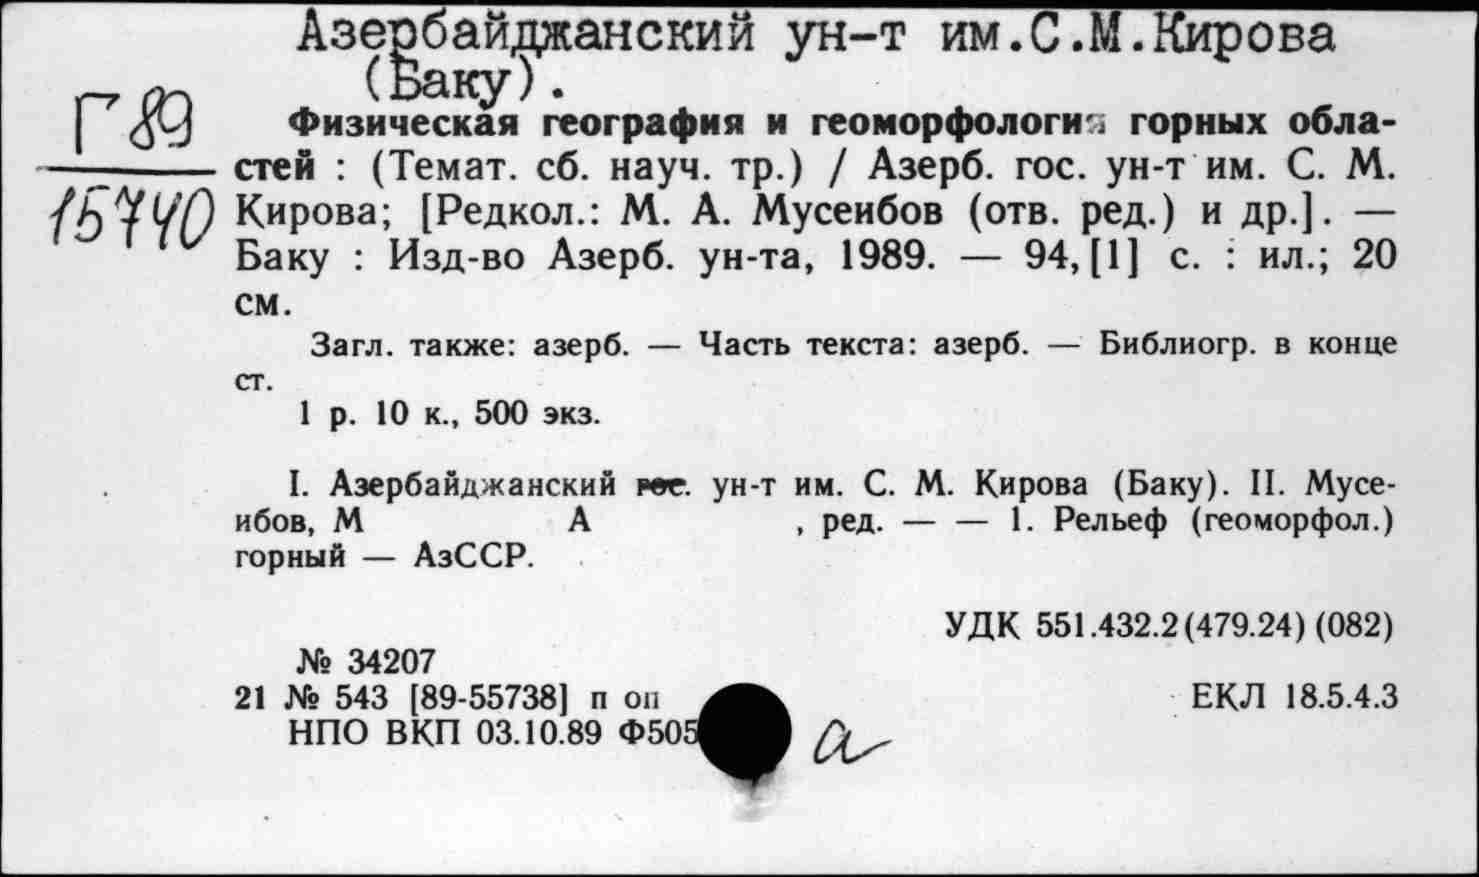 Азербайджанский ун-т им.С.М.Кирова
(Баку).
Г89
15740
Физическая география и геоморфология горных обла-
стей : (Темат. сб. науч. тр.) / Азерб. гос. ун-т им. С. М.
Кирова; [Редкол.: М. А. Мусеибов (отв. ред.) и др.]. —
Баку : Изд-во Азерб. ун-та, 1989. — 94, [1] с. : ил.; 20
см.
Загл. также: азерб. — Часть текста: азерб. — Библиогр. в конце
ст.
1 р. 10 к., 500 экз.
I. Азербайджанский гос. ун-т им. С. М. Кирова (Баку). II. Мусе-
ибов, М А , ред. — — 1. Рельеф (геоморфол.)
горный — АзССР.
УДК 551.432.2(479.24)(082)
№ 34207
21 № 543 [89-55738] п оп ЕКЛ 18.5.4.3
НПО ВКП 03.10.89 Ф505 а